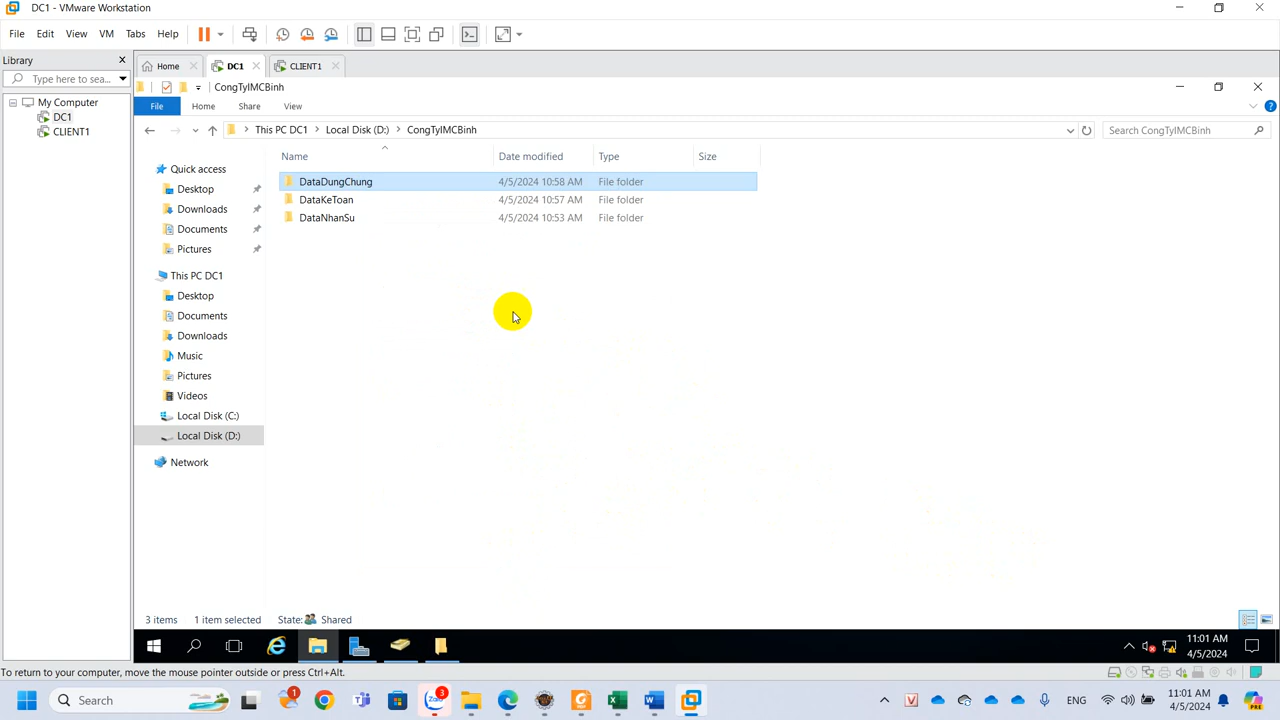 DC1 - VMware Workstation
File Edit View VM Tabs Help
Library
Type here to sea...
My Computer
DC1
CLIENT1
Home DC1 CLIENT1
CongTyIMCBinh
File Home Share View
This PC DC1 Local Disk (D:) CongTyIMCBinh
Search CongTyIMCBinh
Quick access
Desktop
Downloads
Documents
Pictures
This PC DC1
Desktop
Documents
Downloads
Music
Pictures
Videos
Local Disk (C:)
Local Disk (D:)
Network
Name Date modified Type Size
DataDungChung 4/5/2024 10:58 AM File folder
DataKeToan 4/5/2024 10:57 AM File folder
DataNhanSu 4/5/2024 10:53 AM File folder
3 items 1 item selected State: Shared
11:01 AM
4/5/2024
To return to your computer, move the mouse pointer outside or press Ctrl+Alt.
Search
1
3
Zalo
V
ENG
11:01 AM
4/5/2024
PRE